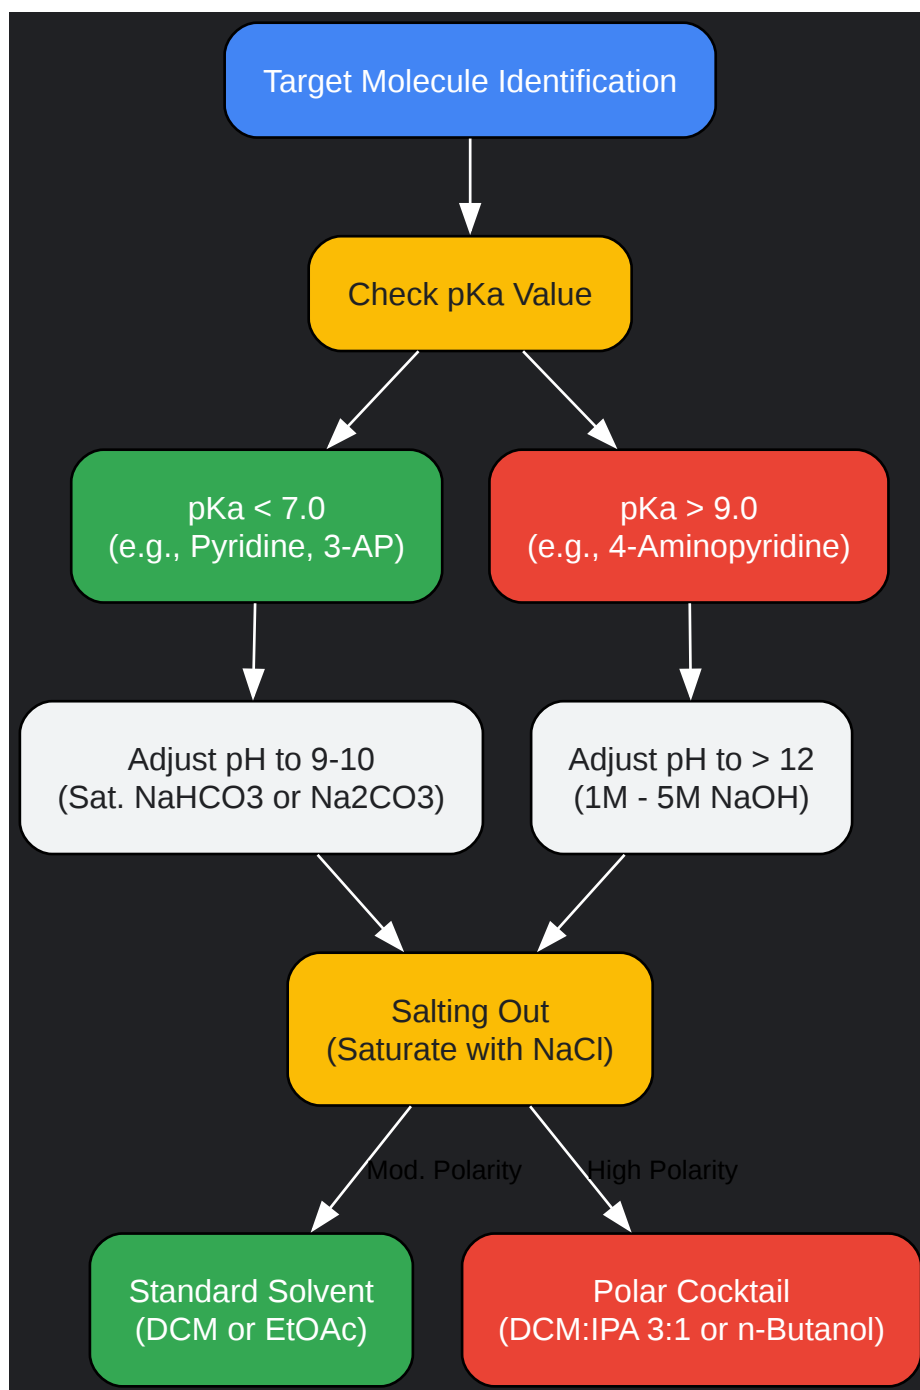 Target Molecule Identification
Check pKa Value
pKa < 7.0
(e.g., Pyridine, 3-AP)
pKa > 9.0
(e.g., 4-Aminopyridine)
Adjust pH to 9-10
(Sat. NaHCO3 or Na2CO3)
Adjust pH to > 12
(1M - 5M NaOH)
Salting Out
(Saturate with NaCl)
Mod. Polarity
High Polarity
Standard Solvent
(DCM or EtOAc)
Polar Cocktail
(DCM:IPA 3:1 or n-Butanol)